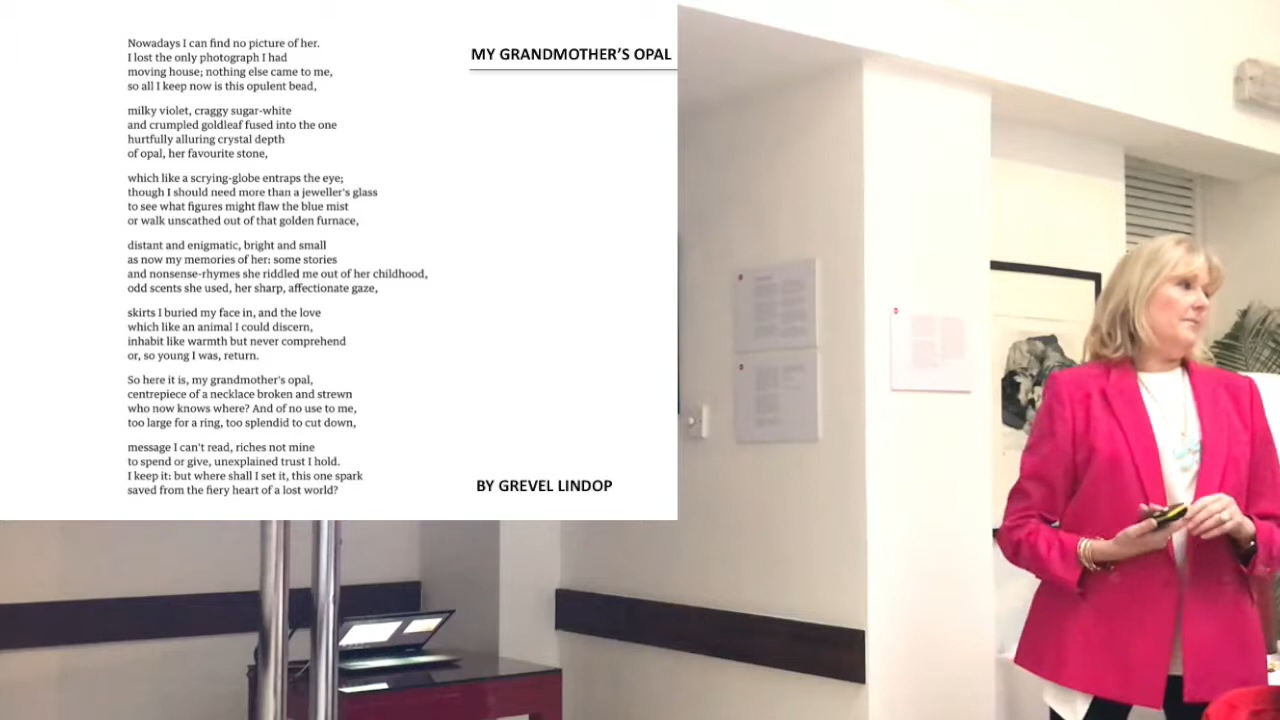 Nowadays I can find no picture of her.
I lost the only photograph I had
moving house; nothing else came to me,
so all I keep now is this opulent bead,
milky violet, craggy sugar-white
and crumpled goldleaf fused into the one
hurtfully alluring crystal depth
of opal, her favourite stone,
which like a scrying-globe entraps the eye;
though I should need more than a jeweller's glass
to see what figures might flaw the blue mist
or walk unscathed out of that golden furnace,
distant and enigmatic, bright and small
as now my memories of her: some stories
and nonsense-rhymes she riddled me out of her childhood,
odd scents she used, her sharp, affectionate gaze,
skirts I buried my face in, and the love
which like an animal I could discern,
inhabit like warmth but never comprehend
or, so young I was, return.
So here it is, my grandmother's opal,
centrepiece of a necklace broken and strewn
who now knows where? And of no use to me,
too large for a ring, too splendid to cut down,
message I can't read, riches not mine
to spend or give, unexplained trust I hold.
I keep it: but where shall I set it, this one spark
saved from the fiery heart of a lost world?
MY GRANDMOTHER'S OPAL
BY GREVEL LINDOP